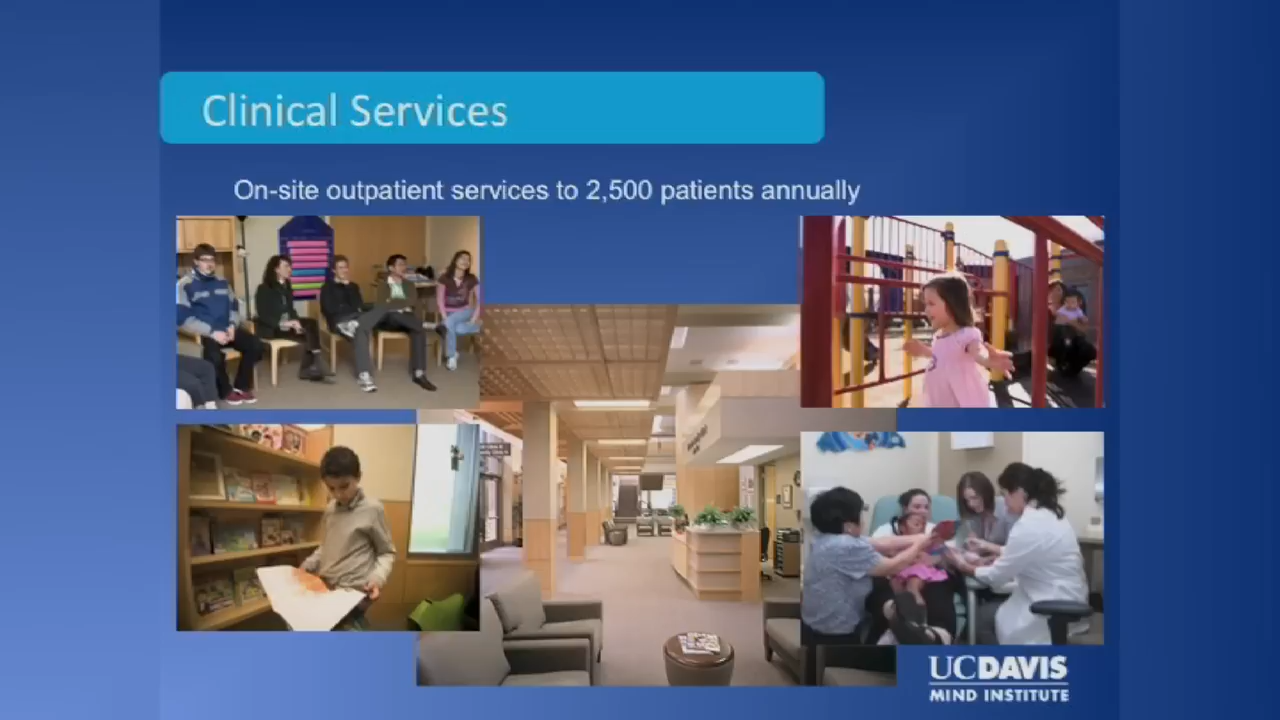 Clinical Services
On-site outpatient services to 2,500 patients annually
UCDAVIS
MIND INSTITUTE